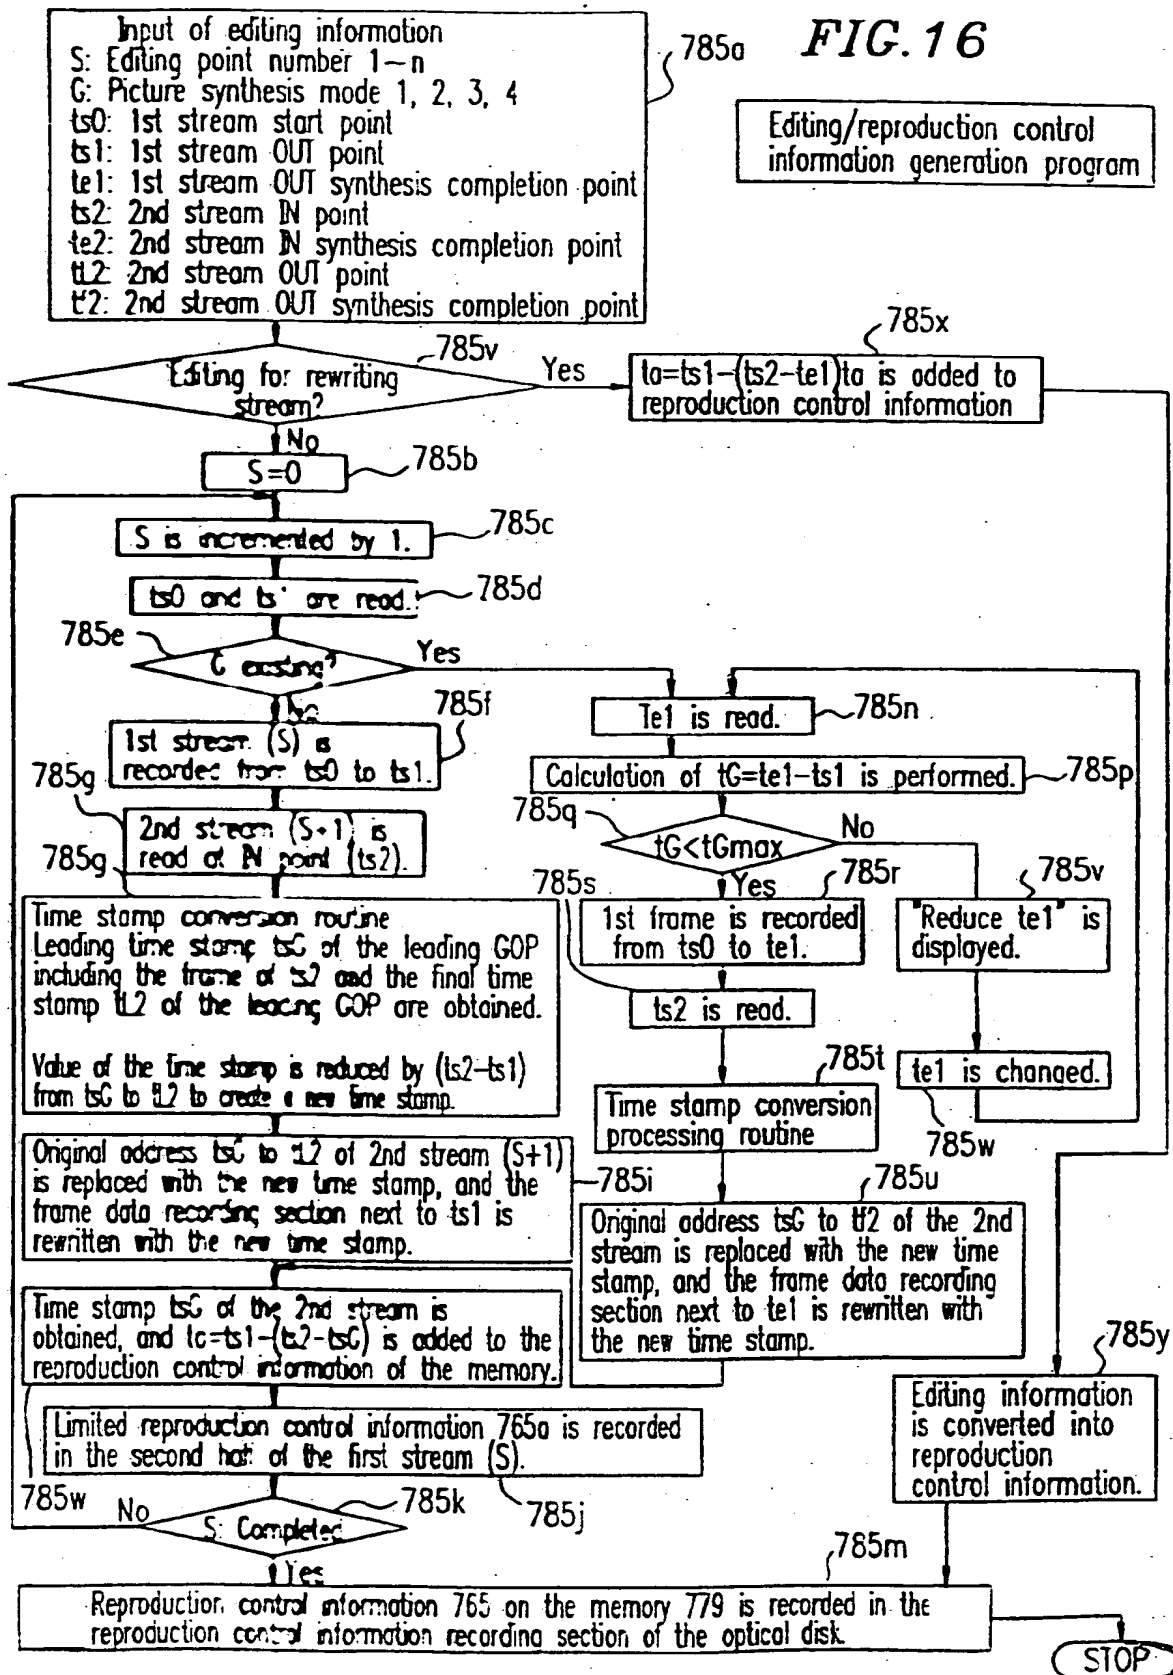 FIG.16
Input of editing information
S: Editing point number 1~n
G: Picture synthesis mode 1, 2, 3, 4
ts0: 1st stream start point
ts1: 1st stream OUT point
te1: 1st stream OUT synthesis completion point
ts2: 2nd stream IN point
te2: 2nd stream IN synthesis completion point
tL2: 2nd stream OUT point
tf2: 2nd stream OUT synthesis completion point
785a
Editing/reproduction control
information generation program
785v
Editing for rewriting
stream?
Yes
No
785x
ta=ts1-(ts2-te1)ta is added to
reproduction control information
785b
S=0
785c
S is incremented by 1.
785d
ts0 and ts are read.
785e
G existing?
Yes
No
785f
1st stream (S) is
recorded from ts0 to ts1.
785g
2nd stream (S+1) is
read at IN point (ts2).
785g
Time stamp conversion routine
Leading time stamp tsG of the leading GOP
including the frame of ts2 and the final time
stamp tL2 of the leading GOP are obtained.
Value of the time stamp is reduced by (ts2-ts1)
from tsG to tL2 to create a new time stamp.
Original address tsG to tL2 of 2nd stream (S+1)
is replaced with the new time stamp, and the
frame data recording section next to ts1 is
rewritten with the new time stamp.
785i
Time stamp tsG of the 2nd stream is
obtained, and ta=ts1-(ts2-tsG) is added to the
reproduction control information of the memory.
785w
Limited reproduction control information 765a is recorded
in the second half of the first stream (S).
785j
785k
S: Completed
No
Yes
Te1 is read.
785n
Calculation of tG=te1-ts1 is performed.
785p
785q
tG<tGmax
No
Yes
785r
1st frame is recorded
from ts0 to te1.
785s
ts2 is read.
785t
Time stamp conversion
processing routine
785v
"Reduce te1" is
displayed.
te1 is changed.
785w
785u
Original address tsG to tf2 of the 2nd
stream is replaced with the new time
stamp, and the frame data recording
section next to te1 is rewritten with
the new time stamp.
785y
Editing information
is converted into
reproduction
control information.
785m
Reproduction control information 765 on the memory 779 is recorded in the
reproduction control information recording section of the optical disk.
STOP